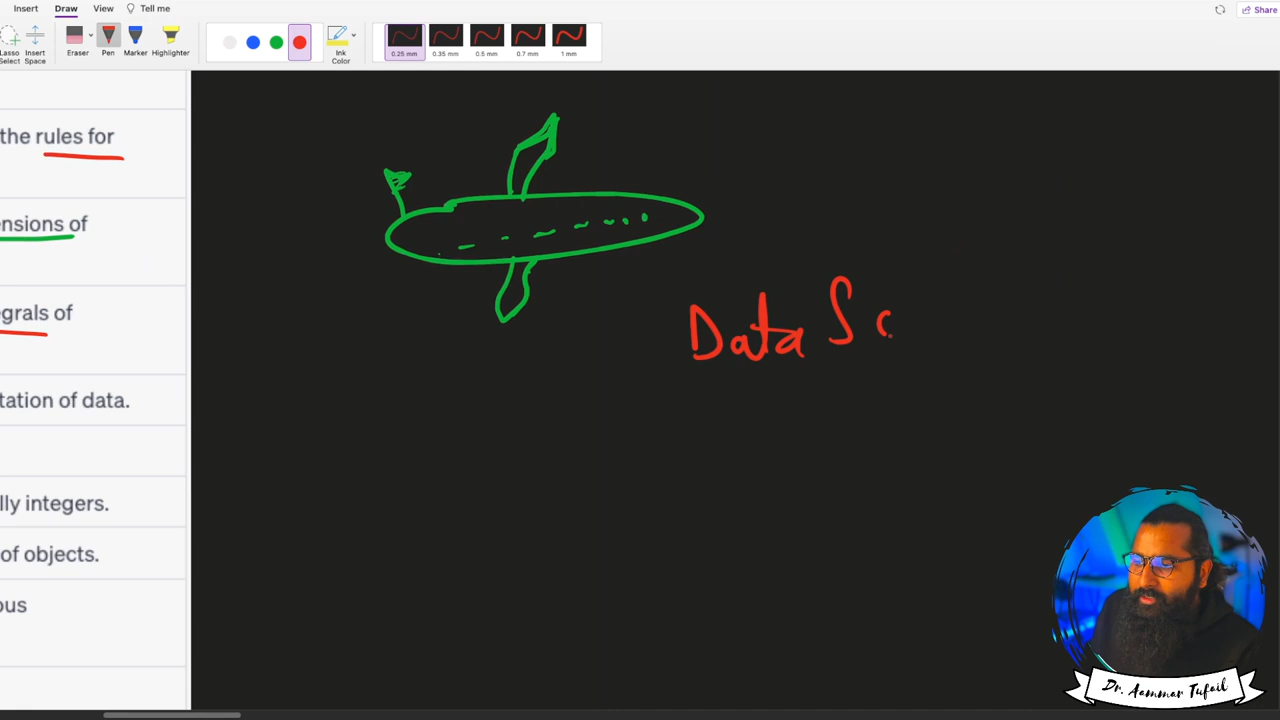 Insert Draw View Tell me
Share
Lasso Select
Insert Space
Eraser
Pen
Marker
Highlighter
Ink Color
0.25 mm 0.35 mm 0.5 mm 0.7 mm 1 mm
the rules for
ensions of
egrals of
tation of data.
lly integers.
of objects.
ous
Data Sc
Dr. Aammar Tufail